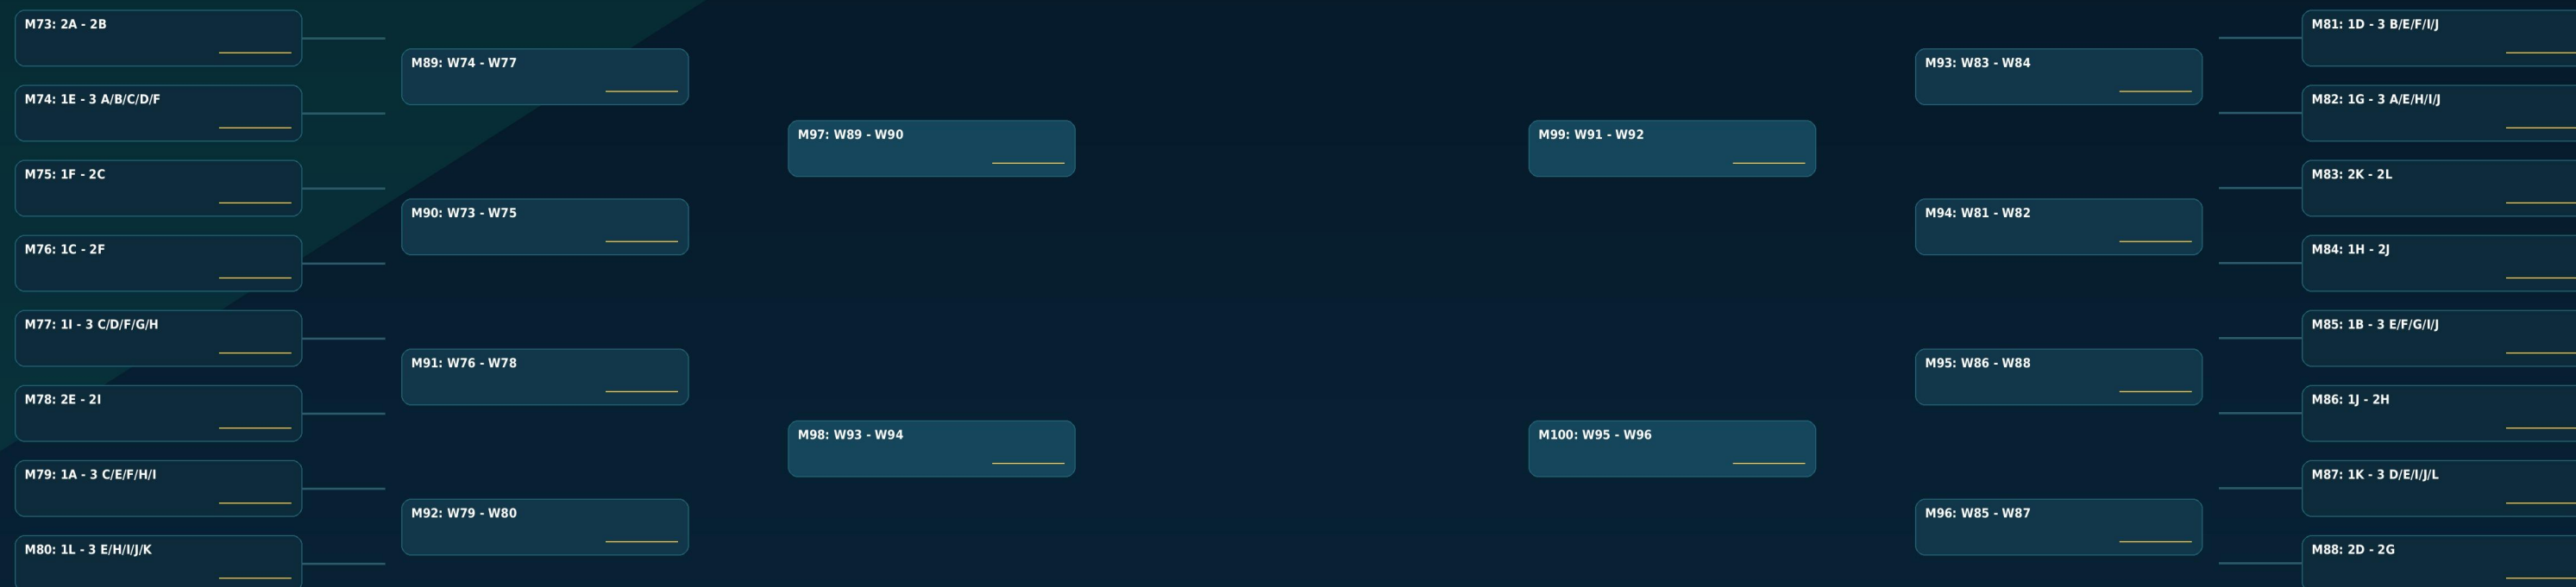 M73: 2A - 2B
M74: 1E - 3 A/B/C/D/F
M75: 1F - 2C
M76: 1C - 2F
M77: 1I - 3 C/D/F/G/H
M78: 2E - 2I
M79: 1A - 3 C/E/F/H/I
M80: 1L - 3 E/H/I/J/K
M89: W74 - W77
M90: W73 - W75
M91: W76 - W78
M92: W79 - W80
M97: W89 - W90
M98: W93 - W94
M99: W91 - W92
M100: W95 - W96
M93: W83 - W84
M94: W81 - W82
M95: W86 - W88
M96: W85 - W87
M81: 1D - 3 B/E/F/I/J
M82: 1G - 3 A/E/H/I/J
M83: 2K - 2L
M84: 1H - 2J
M85: 1B - 3 E/F/G/I/J
M86: 1J - 2H
M87: 1K - 3 D/E/I/J/L
M88: 2D - 2G